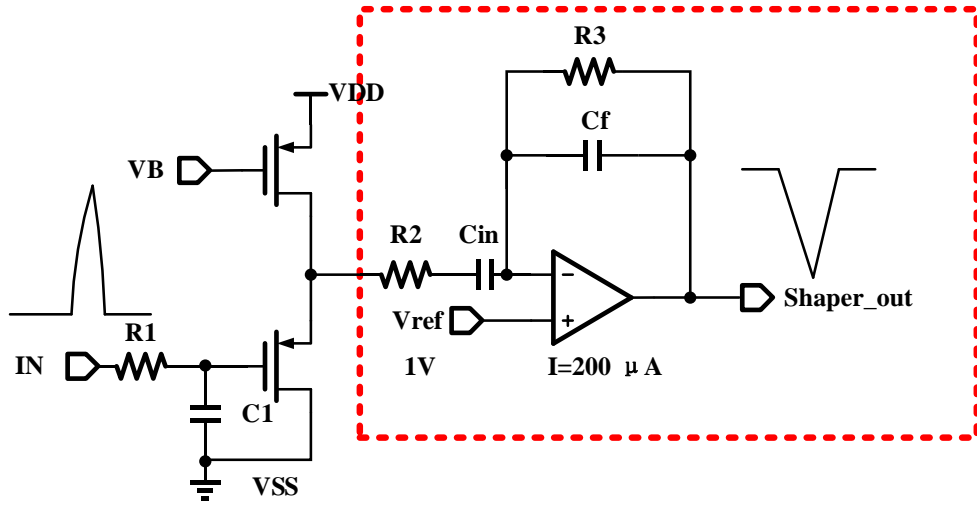 R3
VDD
Cf
VB
R2
Cin
−
Shaper_out
R1
Vref
+
IN
1V
I=200 μA
C1
VSS